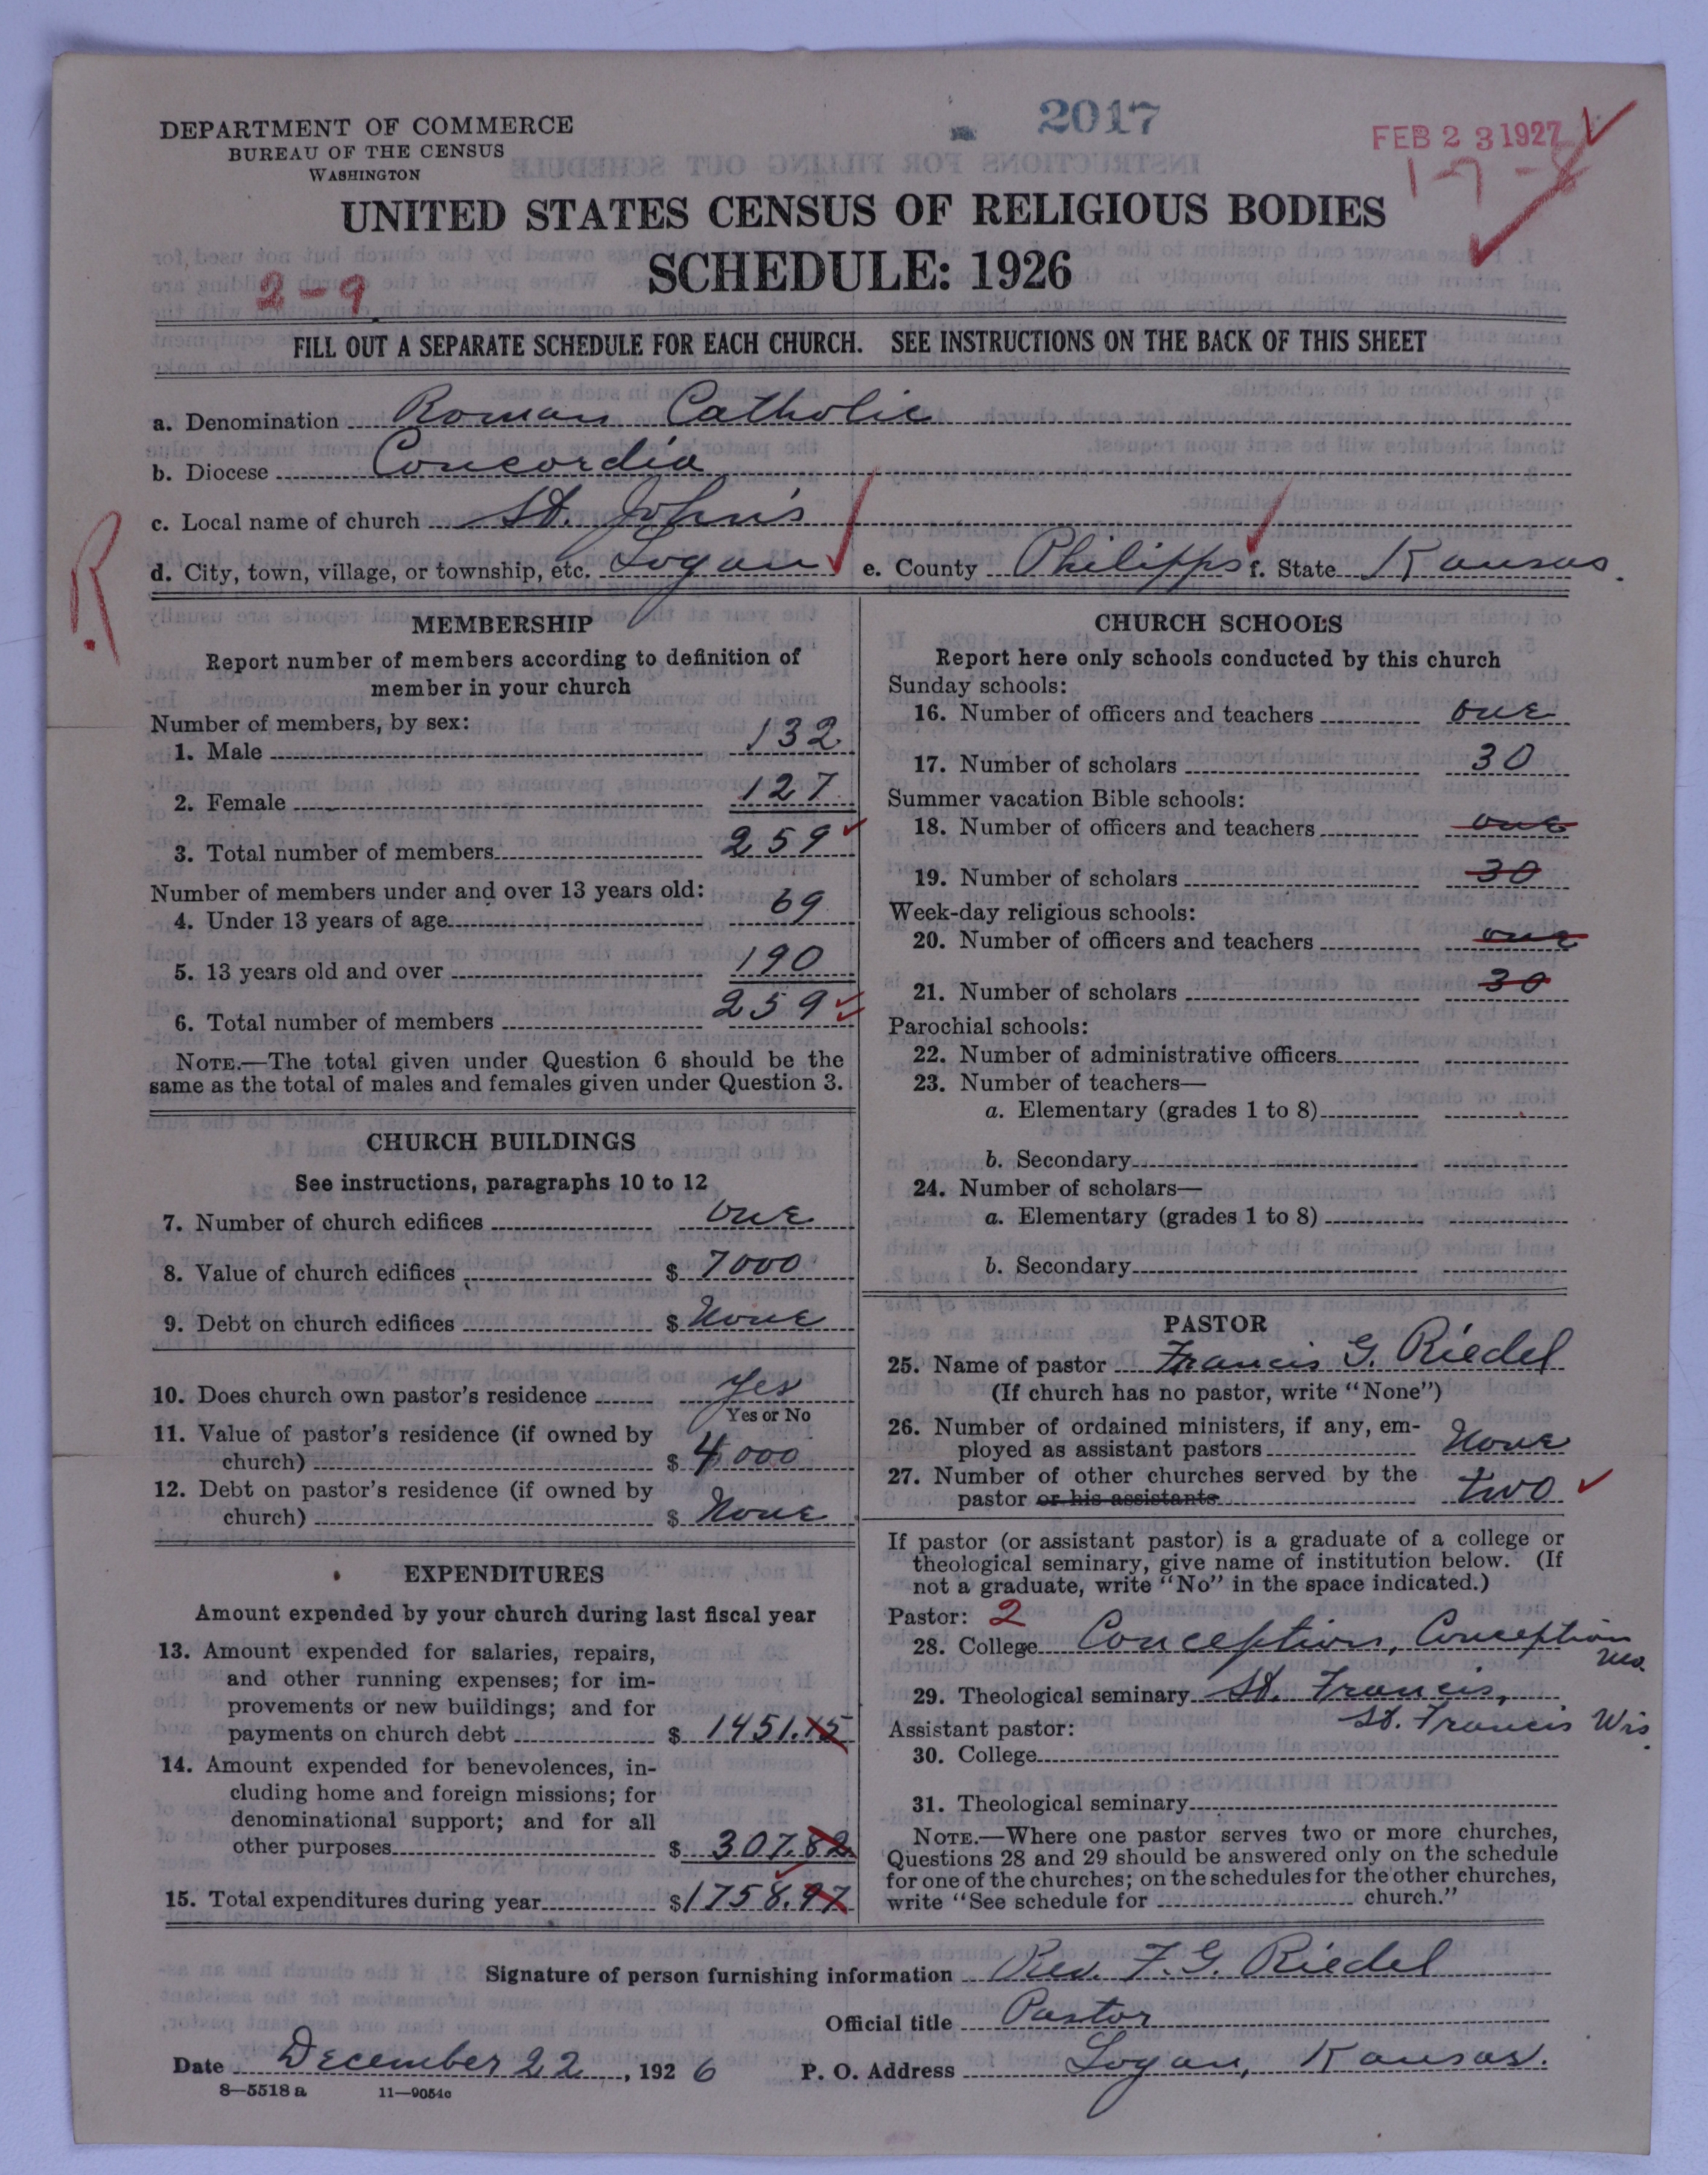 DEPARTMENT OF COMMERCE
BUREAU OF THE CENSUS
WASHINGTON
2017
FEB 23 1927
1-7-8
UNITED STATES CENSUS OF RELIGIOUS BODIES
SCHEDULE: 1926
2-9
FILL OUT A SEPARATE SCHEDULE FOR EACH CHURCH. SEE INSTRUCTIONS ON THE BACK OF THIS SHEET
a. Denomination Roman Catholic
b. Diocese Concordia
c. Local name of church St. John's
d. City, town, village, or township, etc. Logan e. County Philipps f. State Kansas.
R
MEMBERSHIP
Report number of members according to definition of
member in your church
Number of members, by sex:
1. Male 132
2. Female 127
3. Total number of members 259
Number of members under and over 13 years old:
4. Under 13 years of age 69
5. 13 years old and over 190
6. Total number of members 259
NOTE.—The total given under Question 6 should be the
same as the total of males and females given under Question 3.
CHURCH BUILDINGS
See instructions, paragraphs 10 to 12
7. Number of church edifices one
8. Value of church edifices $ 7000
9. Debt on church edifices $ None
10. Does church own pastor's residence Yes
Yes or No
11. Value of pastor's residence (if owned by
church) $ 4000
12. Debt on pastor's residence (if owned by
church) $ None
EXPENDITURES
Amount expended by your church during last fiscal year
13. Amount expended for salaries, repairs,
and other running expenses; for im-
provements or new buildings; and for
payments on church debt $ 1451.15
14. Amount expended for benevolences, in-
cluding home and foreign missions; for
denominational support; and for all
other purposes $ 307.82
15. Total expenditures during year $1758.97
CHURCH SCHOOLS
Report here only schools conducted by this church
Sunday schools:
16. Number of officers and teachers one
17. Number of scholars 30
Summer vacation Bible schools:
18. Number of officers and teachers one
19. Number of scholars 30
Week-day religious schools:
20. Number of officers and teachers one
21. Number of scholars 30
Parochial schools:
22. Number of administrative officers
23. Number of teachers—
a. Elementary (grades 1 to 8)
b. Secondary
24. Number of scholars—
a. Elementary (grades 1 to 8)
b. Secondary
PASTOR
25. Name of pastor Francis G. Riedel
(If church has no pastor, write "None")
26. Number of ordained ministers, if any, em-
ployed as assistant pastors None
27. Number of other churches served by the
pastor or his assistants two
If pastor (or assistant pastor) is a graduate of a college or
theological seminary, give name of institution below. (If
not a graduate, write "No" in the space indicated.)
Pastor: 2
28. College Conception, Conception
Mo.
29. Theological seminary St. Francis,
St. Francis Wis.
Assistant pastor:
30. College
31. Theological seminary
NOTE.—Where one pastor serves two or more churches,
Questions 28 and 29 should be answered only on the schedule
for one of the churches; on the schedules for the other churches,
write "See schedule for church."
Signature of person furnishing information Rev. F. G. Riedel
Official title Pastor
Date December 22, 1926 P. O. Address Logan, Kansas.
8—5518 a 11—9054c